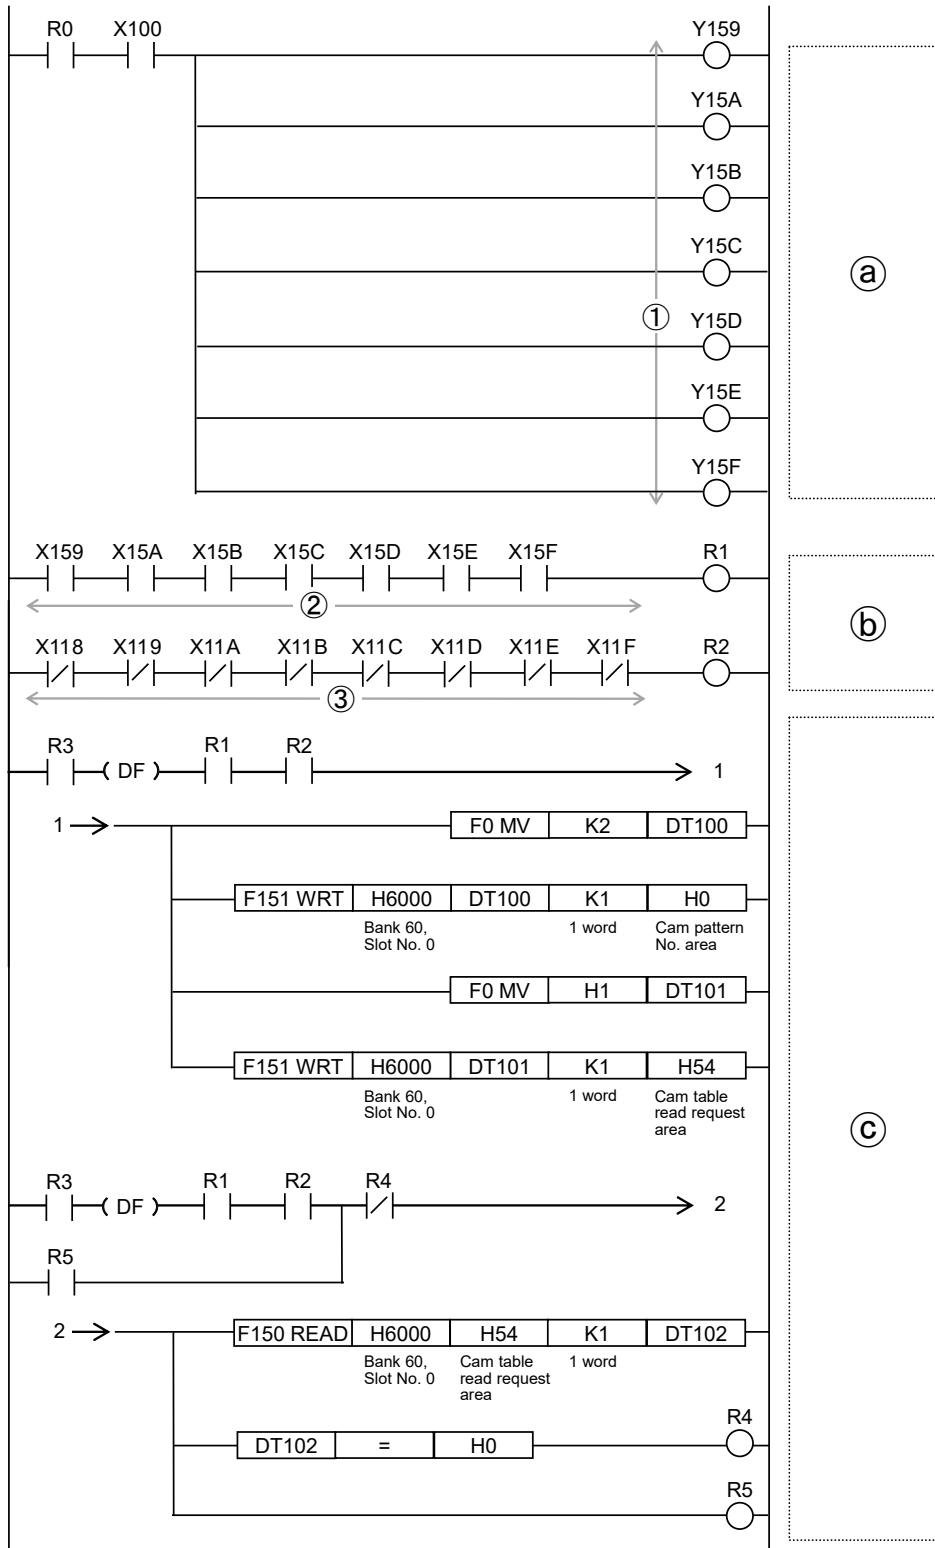 R0 X100 Y159
Y15A
Y15B
Y15C
ⓐ
① Y15D
Y15E
Y15F
X159 X15A X15B X15C X15D X15E X15F R1
②
ⓑ
X118 X119 X11A X11B X11C X11D X11E X11F R2
③
R3 R1 R2
DF 1
1 F0 MV K2 DT100
F151 WRT H6000 DT100 K1 H0
Bank 60, 1 word Cam pattern
Slot No. 0 No. area
F0 MV H1 DT101
F151 WRT H6000 DT101 K1 H54
Bank 60, 1 word Cam table
Slot No. 0 read request
area
ⓒ
R3 R1 R2 R4
DF 2
R5
2 F150 READ H6000 H54 K1 DT102
Bank 60, Cam table 1 word
Slot No. 0 read request
area
R4
DT102 = H0
R5